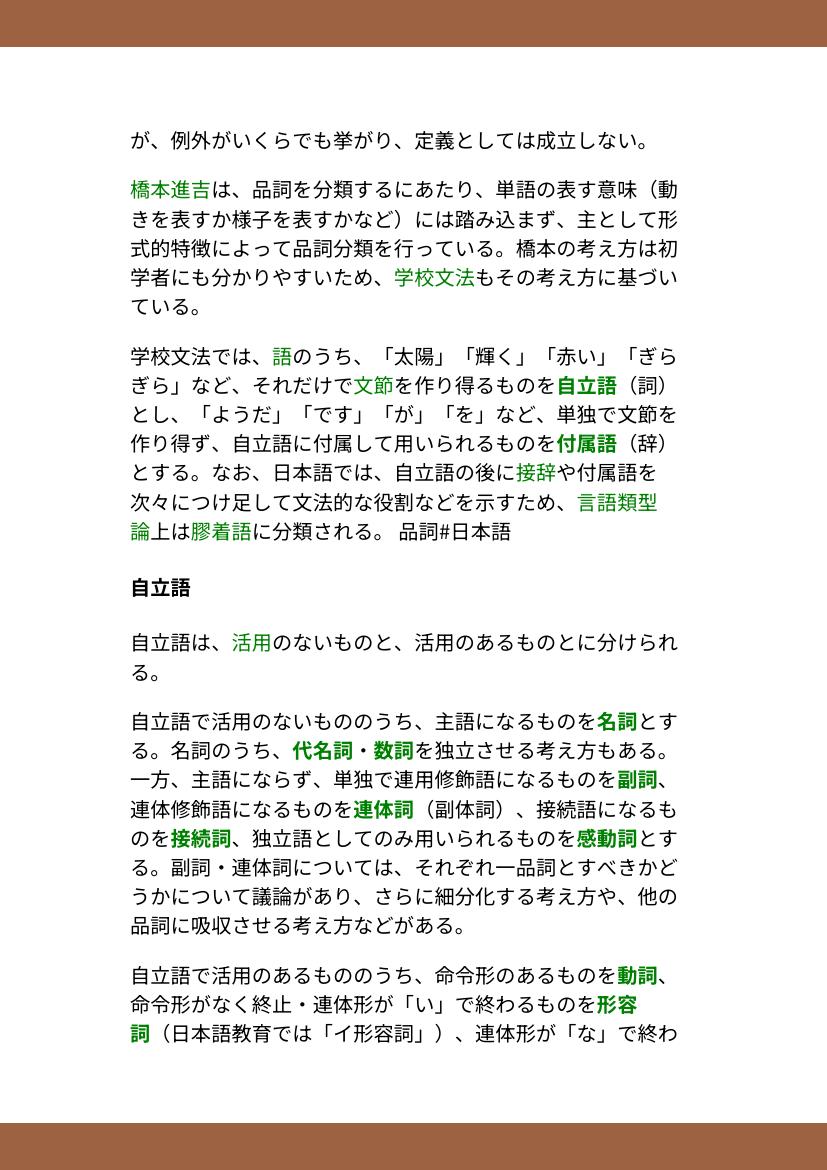 が、例外がいくらでも挙がり、定義としては成立しない。
橋本進吉は、品詞を分類するにあたり、単語の表す意味（動
きを表すか様子を表すかなど）には踏み込まず、主として形
式的特徴によって品詞分類を行っている。橋本の考え方は初
学者にも分かりやすいため、学校文法もその考え方に基づい
ている。
学校文法では、語のうち、「太陽」「輝く」「赤い」「ぎら
ぎら」など、それだけで文節を作り得るものを自立語（詞）
とし、「ようだ」「です」「が」「を」など、単独で文節を
作り得ず、自立語に付属して用いられるものを付属語（辞）
とする。なお、日本語では、自立語の後に接辞や付属語を
次々につけ足して文法的な役割などを示すため、言語類型
論上は膠着語に分類される。 品詞#日本語
自立語
自立語は、活用のないものと、活用のあるものとに分けられ
る。
自立語で活用のないもののうち、主語になるものを名詞とす
る。名詞のうち、代名詞・数詞を独立させる考え方もある。
一方、主語にならず、単独で連用修飾語になるものを副詞、
連体修飾語になるものを連体詞（副体詞）、接続語になるも
のを接続詞、独立語としてのみ用いられるものを感動詞とす
る。副詞・連体詞については、それぞれ一品詞とすべきかど
うかについて議論があり、さらに細分化する考え方や、他の
品詞に吸収させる考え方などがある。
自立語で活用のあるもののうち、命令形のあるものを動詞、
命令形がなく終止・連体形が「い」で終わるものを形容
詞（日本語教育では「イ形容詞」）、連体形が「な」で終わ